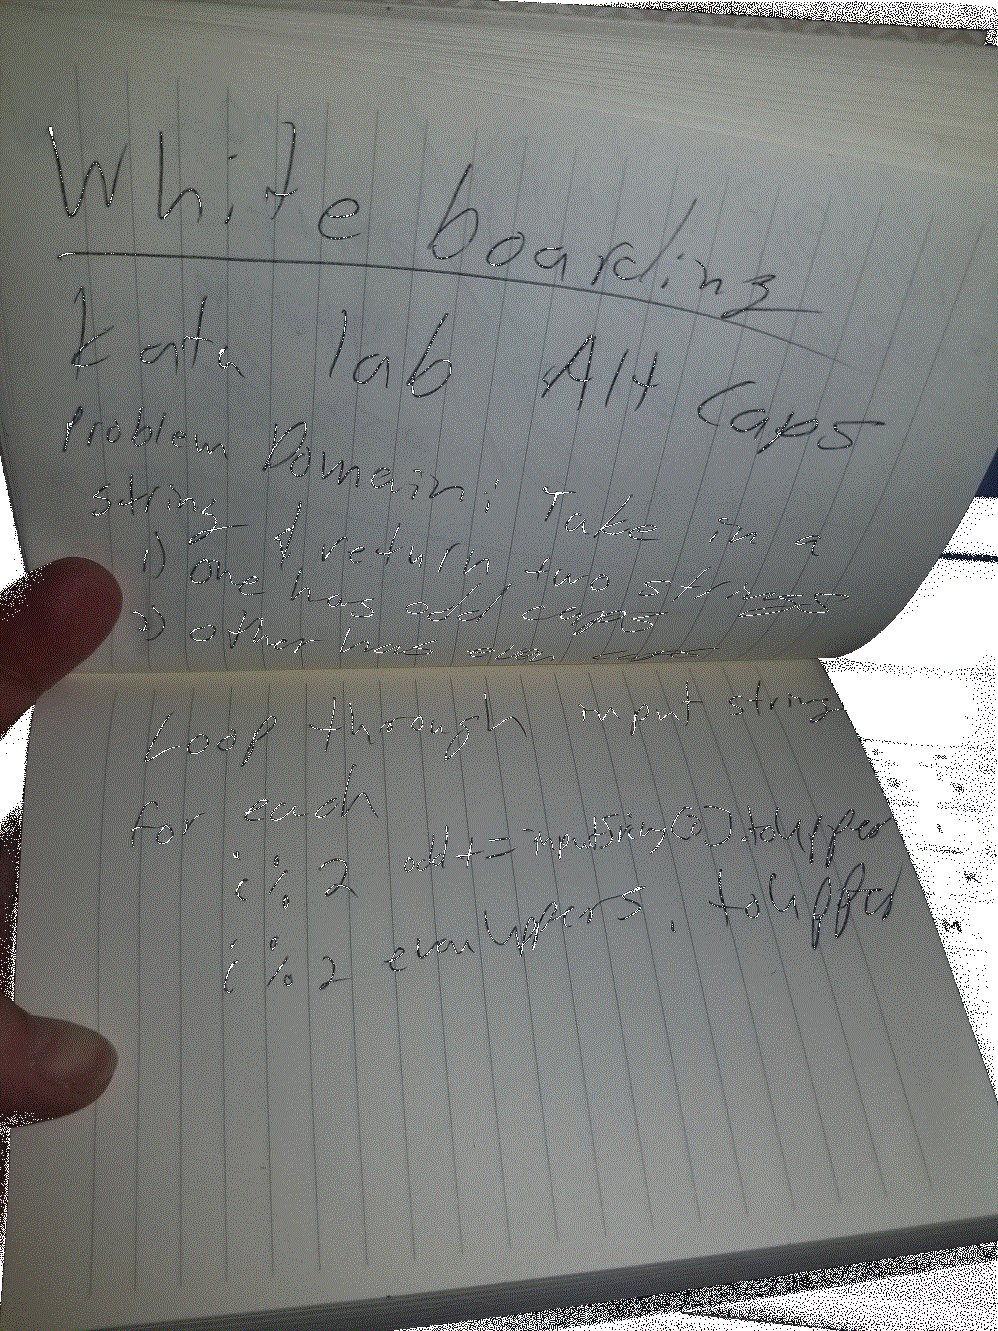 White boarding
Kata lab Alt Caps
Problem Domain: Take in a
string & return two strings
1) one has odd caps
2) other has even caps
Loop through input string
for each
i % 2 odd += inputString(i) toUpper
i % 2 evenUppers. toUpper